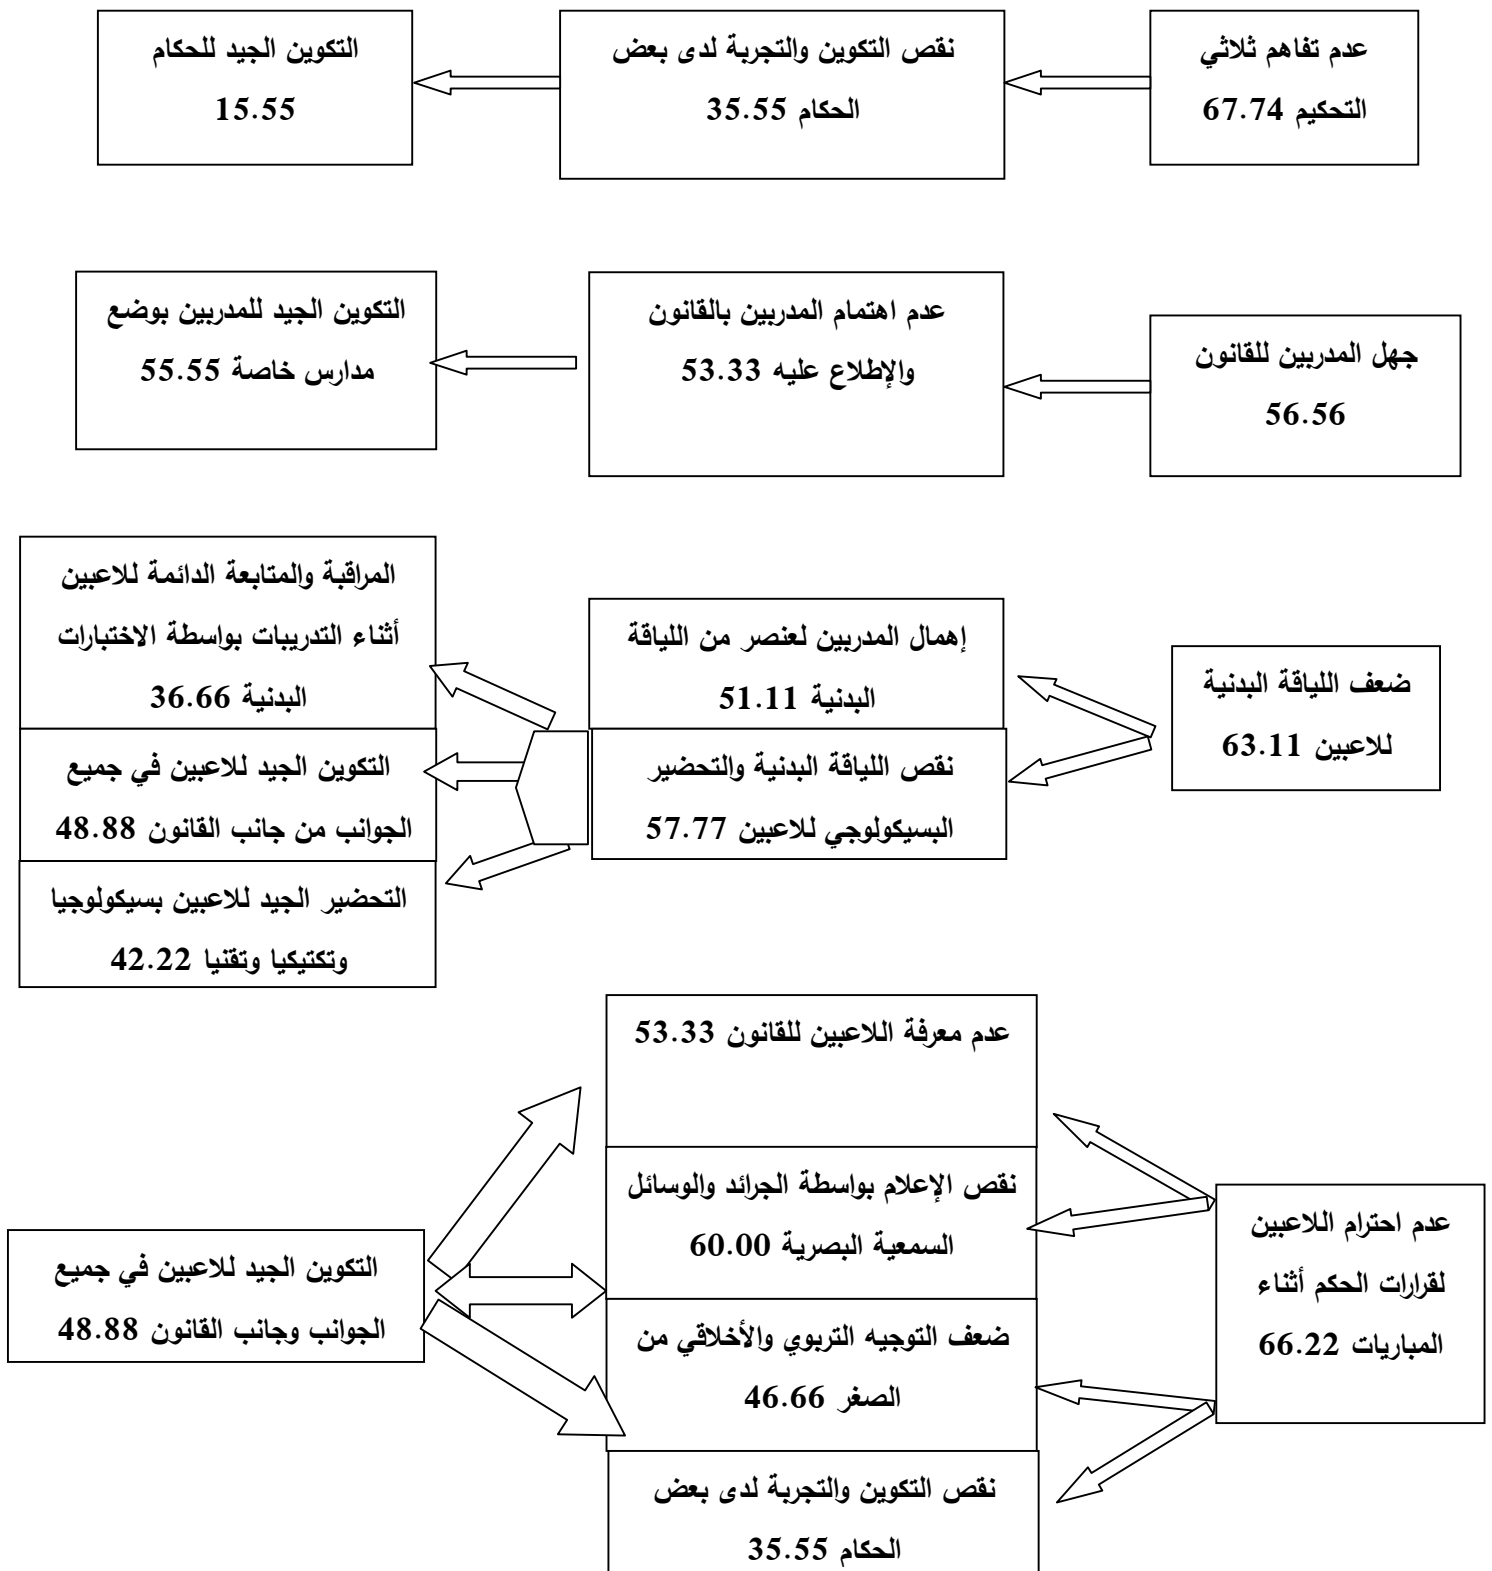 عدم تفاهم ثلاثي
التحكيم 67.74
نقص التكوين والتجربة لدى بعض
الحكام 35.55
التكوين الجيد للحكام
15.55
جهل المدربين للقانون
56.56
عدم اهتمام المدربين بالقانون
والإطلاع عليه 53.33
التكوين الجيد للمدربين بوضع
مدارس خاصة 55.55
ضعف اللياقة البدنية
للاعبين 63.11
إهمال المدربين لعنصر من اللياقة
البدنية 51.11
نقص اللياقة البدنية والتحضير
البسيكولوجي للاعبين 57.77
المراقبة والمتابعة الدائمة للاعبين
أثناء التدريبات بواسطة الاختبارات
البدنية 36.66
التكوين الجيد للاعبين في جميع
الجوانب من جانب القانون 48.88
التحضير الجيد للاعبين بسيكولوجيا
وتكتيكيا وتقنيا 42.22
عدم احترام اللاعبين
لقرارات الحكم أثناء
المباريات 66.22
عدم معرفة اللاعبين للقانون 53.33
نقص الإعلام بواسطة الجرائد والوسائل
السمعية البصرية 60.00
ضعف التوجيه التربوي والأخلاقي من
الصغر 46.66
نقص التكوين والتجربة لدى بعض
الحكام 35.55
التكوين الجيد للاعبين في جميع
الجوانب وجانب القانون 48.88